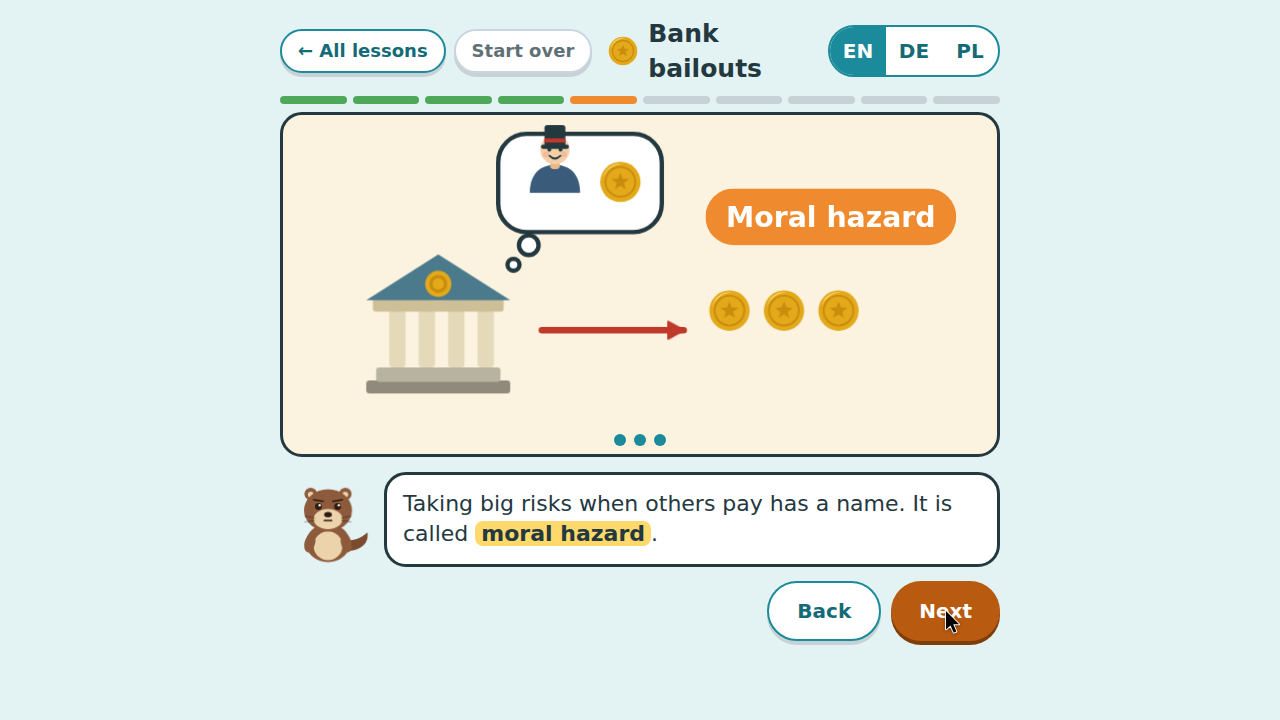 ← All lessons
Start over
Bank
bailouts
EN
DE
PL
Moral hazard
Taking big risks when others pay has a name. It is
called moral hazard.
Back
Next